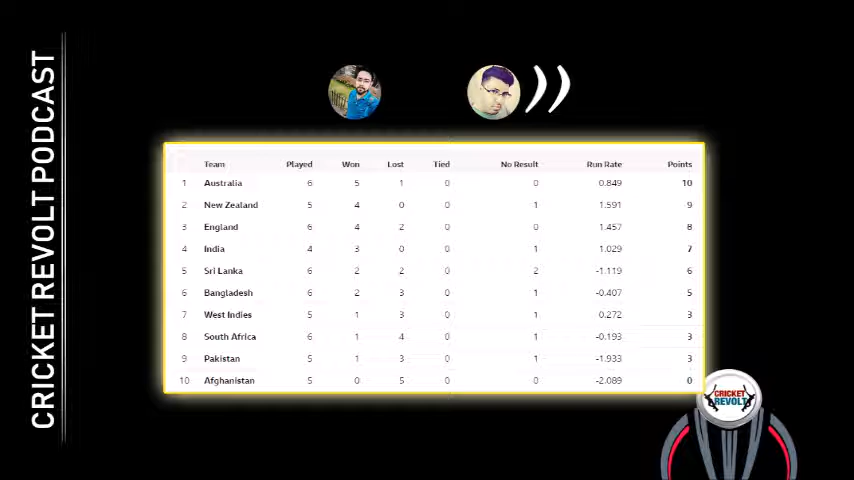 CRICKET REVOLT PODCAST
Team Played Won Lost Tied No Result Run Rate Points
1 Australia 6 5 1 0 0 0.849 10
2 New Zealand 5 4 0 0 1 1.591 9
3 England 6 4 2 0 0 1.457 8
4 India 4 3 0 0 1 1.029 7
5 Sri Lanka 6 2 2 0 2 -1.119 6
6 Bangladesh 6 2 3 0 1 -0.407 5
7 West Indies 5 1 3 0 1 0.272 3
8 South Africa 6 1 4 0 1 -0.193 3
9 Pakistan 5 1 3 0 1 -1.933 3
10 Afghanistan 5 0 5 0 0 -2.089 0
CRICKET
REVOLT